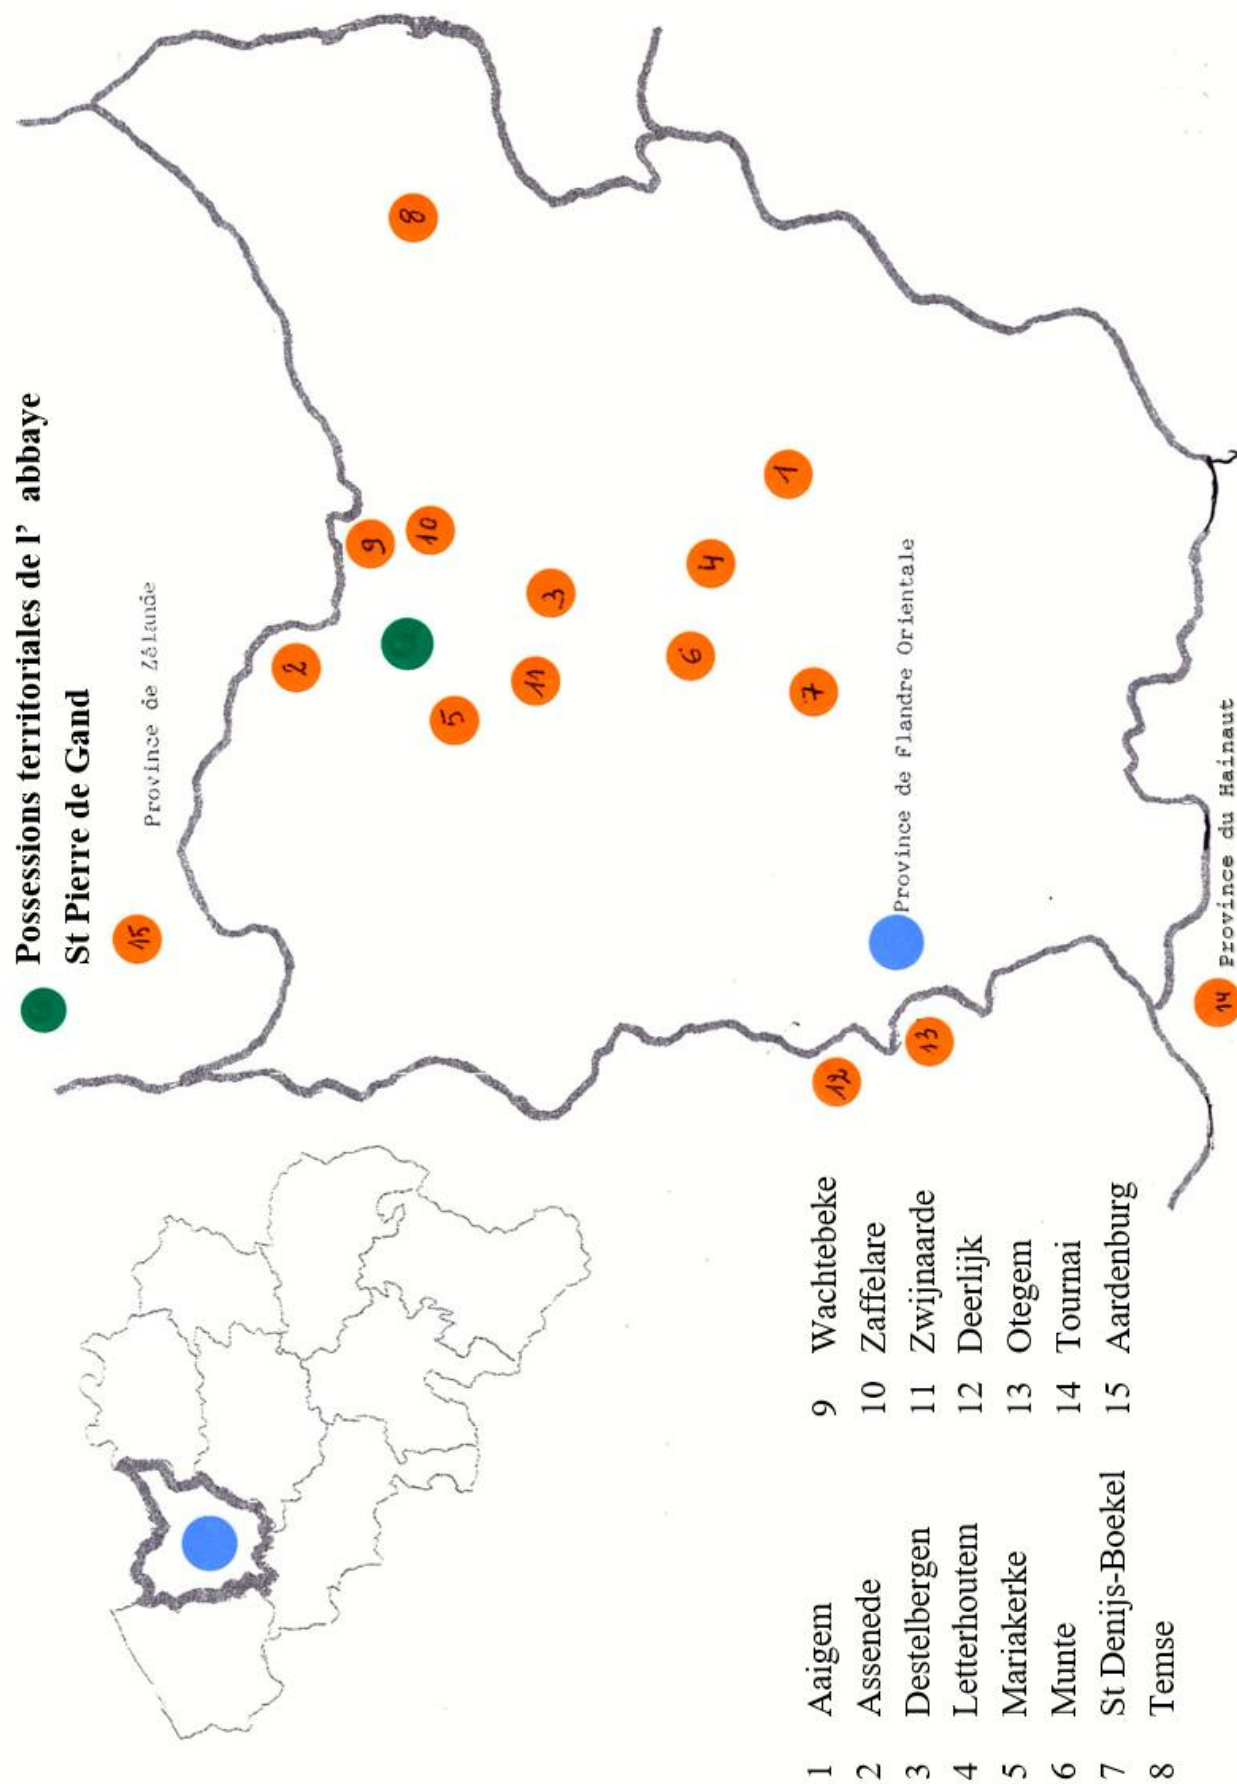 Possessions territoriales de l' abbaye
St Pierre de Gand
Province de Zélande
15
2
9
10
8
5
11
3
6
4
7
1
12
13
Province de Flandre Orientale
14
Province du Hainaut
1 Aaigem
2 Assenede
3 Destelbergen
4 Letterhoutem
5 Mariakerke
6 Munte
7 St Denijs-Boekel
8 Temse
9 Wachtebeke
10 Zaffelare
11 Zwijnaarde
12 Deerlijk
13 Otegem
14 Tournai
15 Aardenburg